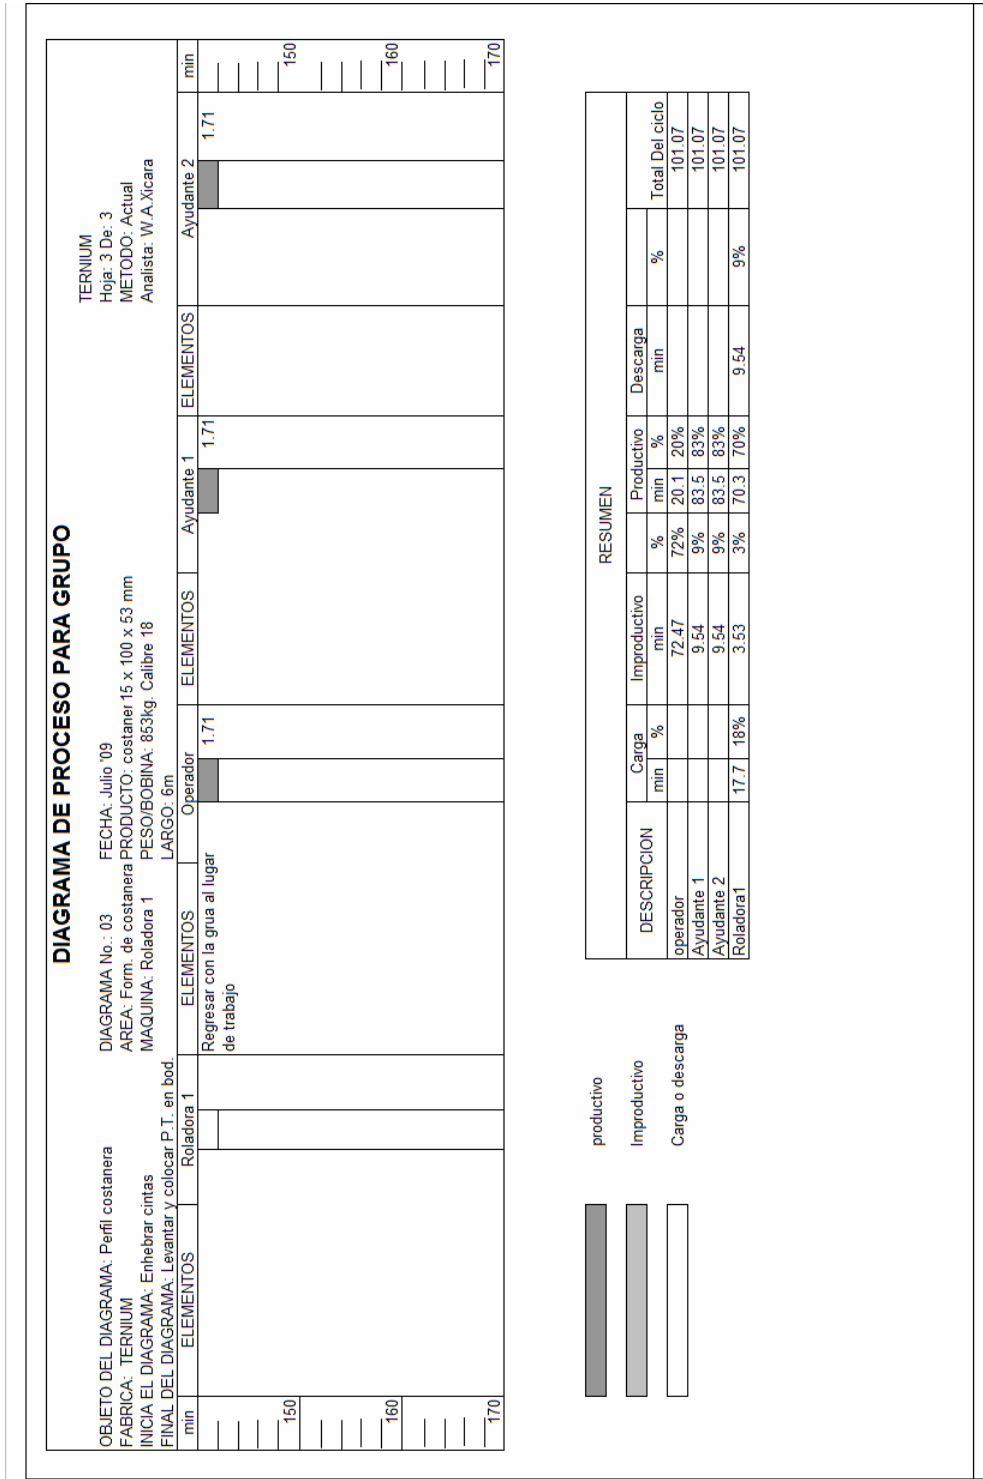 DIAGRAMA DE PROCESO PARA GRUPO
OBJETO DEL DIAGRAMA: Perfil costanera
DIAGRAMA No.: 03
FECHA: Julio '09
TERNIUM
FABRICA: TERNIUM
AREA: Form. de costanera PRODUCTO: costaner 15 x 100 x 53 mm
Hoja: 3 De: 3
INICIA EL DIAGRAMA: Enhebrar cintas
MAQUINA: Roladora 1
PESO/BOBINA: 853kg. Calibre 18
METODO: Actual
FINAL DEL DIAGRAMA: Levantar y colocar P.T. en bod.
LARGO: 6m
Analista: W.A.Xicara
min ELEMENTOS Roladora 1 ELEMENTOS Operador ELEMENTOS Ayudante 1 ELEMENTOS Ayudante 2 min
Regresar con la grua al lugar 1.71 1.71 1.71
de trabajo
150 150
160 160
170 170
productivo
Improductivo
Carga o descarga
RESUMEN
DESCRIPCION Carga Improductivo Productivo Descarga
min % min % min % min % Total Del ciclo
operador 72.47 72% 20.1 20% 101.07
Ayudante 1 9.54 9% 83.5 83% 101.07
Ayudante 2 9.54 9% 83.5 83% 101.07
Roladora1 17.7 18% 3.53 3% 70.3 70% 9.54 9% 101.07